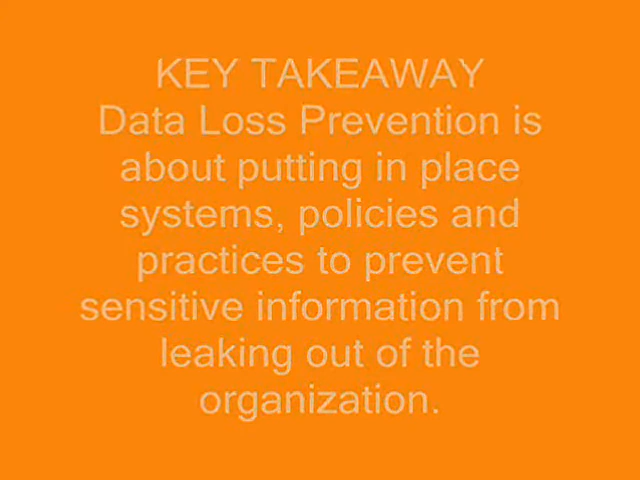 KEY TAKEAWAY
Data Loss Prevention is
about putting in place
systems, policies and
practices to prevent
sensitive information from
leaking out of the
organization.